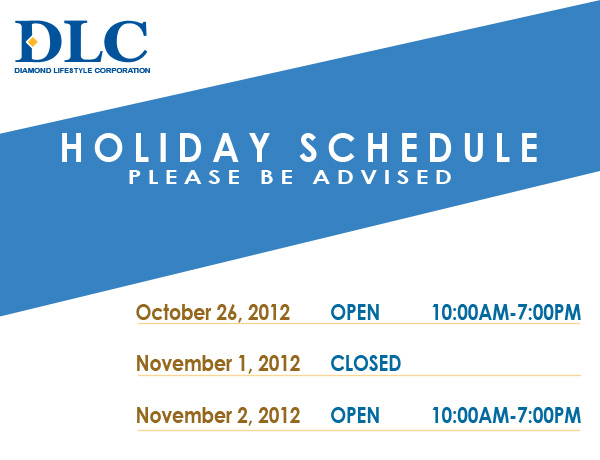 DLC
DIAMOND LIFESTYLE CORPORATION
HOLIDAY SCHEDULE
PLEASE BE ADVISED
October 26, 2012 OPEN 10:00AM-7:00PM
November 1, 2012 CLOSED
November 2, 2012 OPEN 10:00AM-7:00PM